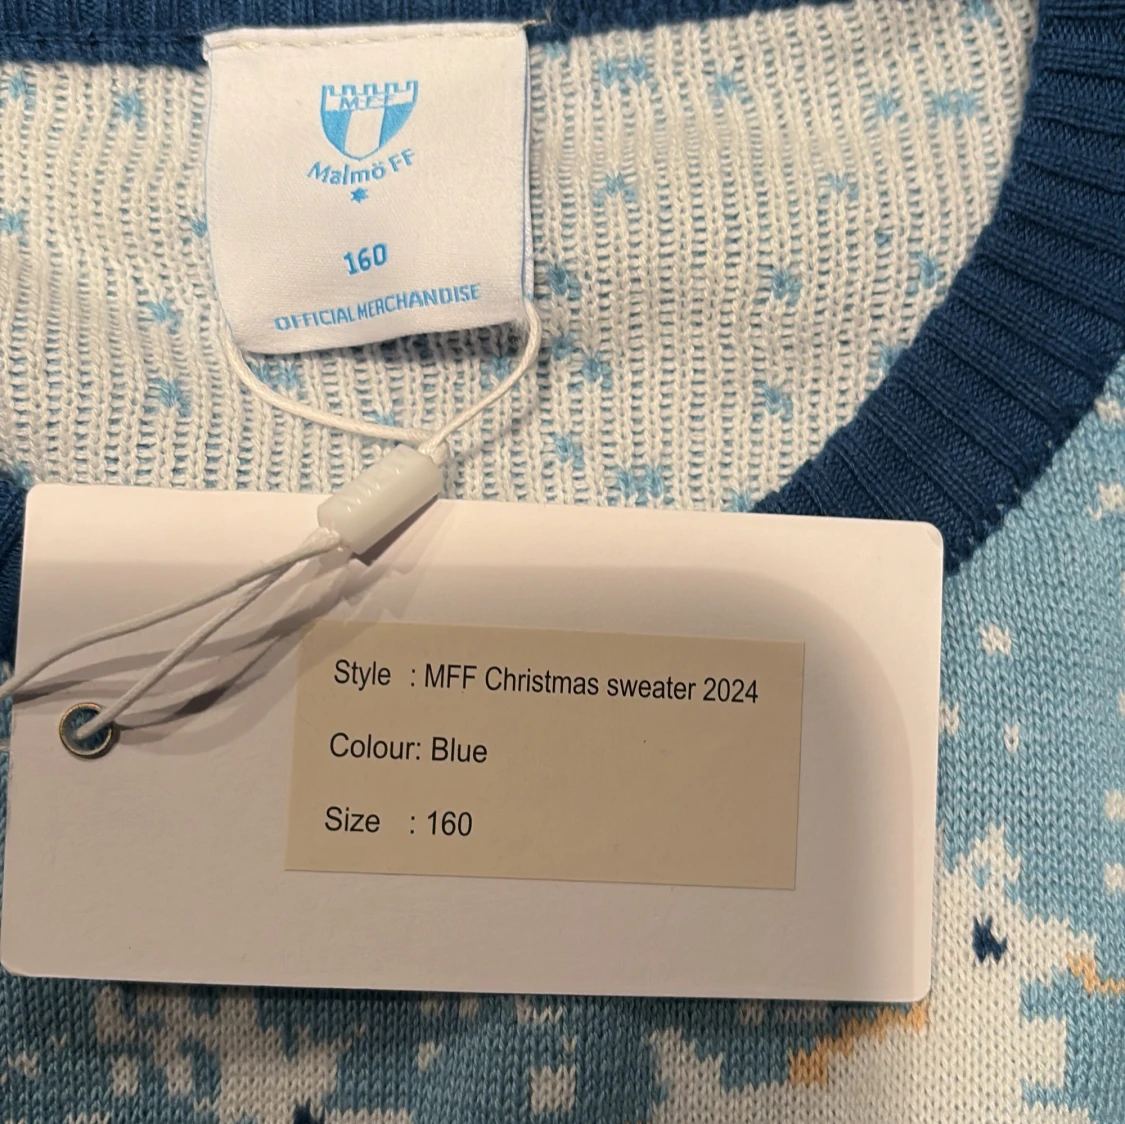 MFF
Malmö FF
160
OFFICIAL MERCHANDISE
Style : MFF Christmas sweater 2024
Colour: Blue
Size : 160